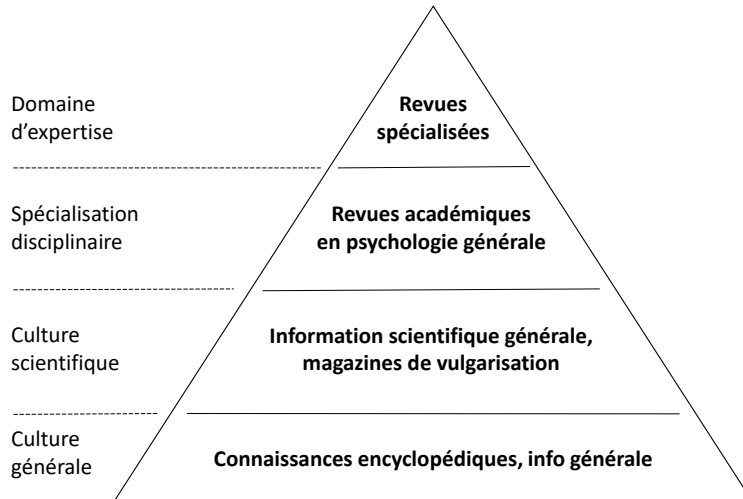 Domaine
d’expertise
Revues
spécialisées
Spécialisation
disciplinaire
Revues académiques
en psychologie générale
Culture
scientifique
Information scientifique générale,
magazines de vulgarisation
Culture
générale
Connaissances encyclopédiques, info générale